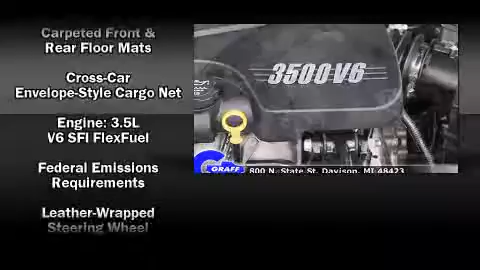 Carpeted Front &
Rear Floor Mats
Cross-Car
Envelope-Style Cargo Net
Engine: 3.5L
V6 SFI FlexFuel
Federal Emissions
Requirements
Leather-Wrapped
Steering Wheel
3500 V6
GRAFF
800 N. State St. Davison, MI 48423